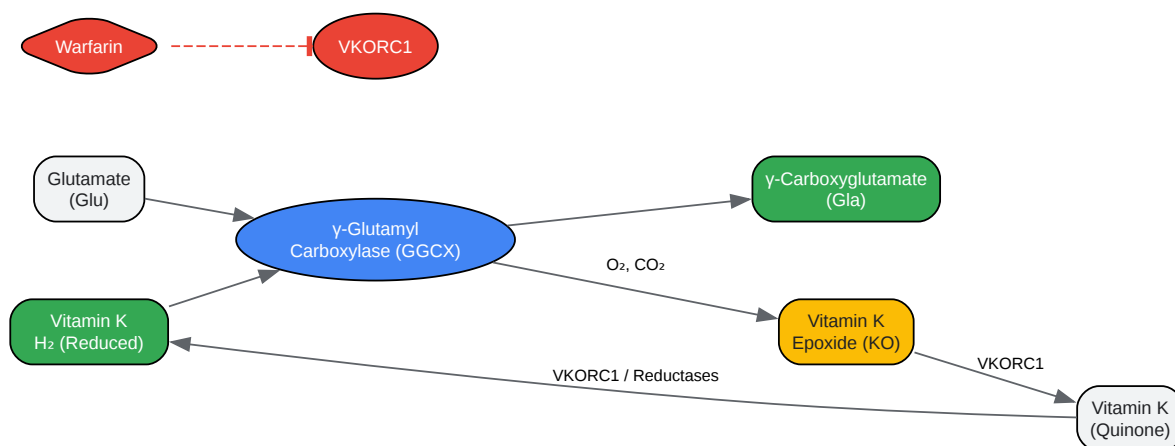 Warfarin
VKORC1
Glutamate
(Glu)
γ-Carboxyglutamate
(Gla)
γ-Glutamyl
Carboxylase (GGCX)
O₂, CO₂
Vitamin K
H₂ (Reduced)
Vitamin K
Epoxide (KO)
VKORC1
VKORC1 / Reductases
Vitamin K
(Quinone)